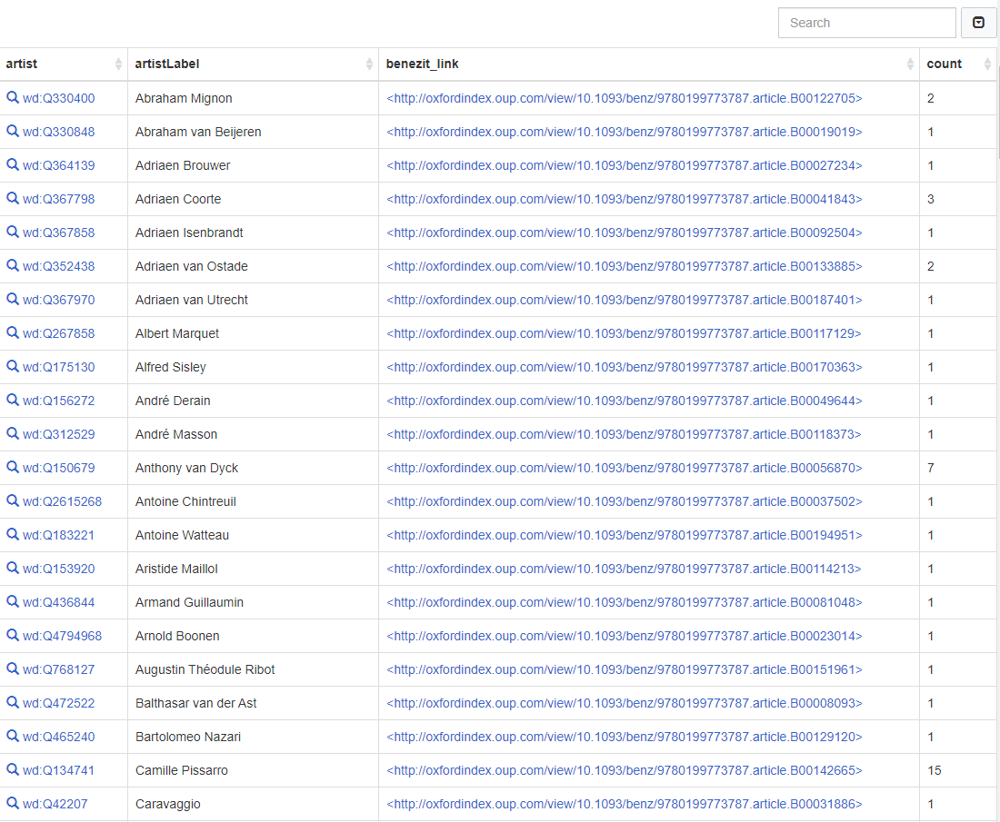 Search
artist artistLabel benezit_link count
wd:Q330400 Abraham Mignon <http://oxfordindex.oup.com/view/10.1093/benz/9780199773787.article.B00122705> 2
wd:Q330848 Abraham van Beijeren <http://oxfordindex.oup.com/view/10.1093/benz/9780199773787.article.B00019019> 1
wd:Q364139 Adriaen Brouwer <http://oxfordindex.oup.com/view/10.1093/benz/9780199773787.article.B00027234> 1
wd:Q367798 Adriaen Coorte <http://oxfordindex.oup.com/view/10.1093/benz/9780199773787.article.B00041843> 3
wd:Q367858 Adriaen Isenbrandt <http://oxfordindex.oup.com/view/10.1093/benz/9780199773787.article.B00092504> 1
wd:Q352438 Adriaen van Ostade <http://oxfordindex.oup.com/view/10.1093/benz/9780199773787.article.B00133885> 2
wd:Q367970 Adriaen van Utrecht <http://oxfordindex.oup.com/view/10.1093/benz/9780199773787.article.B00187401> 1
wd:Q267858 Albert Marquet <http://oxfordindex.oup.com/view/10.1093/benz/9780199773787.article.B00117129> 1
wd:Q175130 Alfred Sisley <http://oxfordindex.oup.com/view/10.1093/benz/9780199773787.article.B00170363> 1
wd:Q156272 André Derain <http://oxfordindex.oup.com/view/10.1093/benz/9780199773787.article.B00049644> 1
wd:Q312529 André Masson <http://oxfordindex.oup.com/view/10.1093/benz/9780199773787.article.B00118373> 1
wd:Q150679 Anthony van Dyck <http://oxfordindex.oup.com/view/10.1093/benz/9780199773787.article.B00056870> 7
wd:Q2615268 Antoine Chintreuil <http://oxfordindex.oup.com/view/10.1093/benz/9780199773787.article.B00037502> 1
wd:Q183221 Antoine Watteau <http://oxfordindex.oup.com/view/10.1093/benz/9780199773787.article.B00194951> 1
wd:Q153920 Aristide Maillol <http://oxfordindex.oup.com/view/10.1093/benz/9780199773787.article.B00114213> 1
wd:Q436844 Armand Guillaumin <http://oxfordindex.oup.com/view/10.1093/benz/9780199773787.article.B00081048> 1
wd:Q4794968 Arnold Boonen <http://oxfordindex.oup.com/view/10.1093/benz/9780199773787.article.B00023014> 1
wd:Q768127 Augustin Théodule Ribot <http://oxfordindex.oup.com/view/10.1093/benz/9780199773787.article.B00151961> 1
wd:Q472522 Balthasar van der Ast <http://oxfordindex.oup.com/view/10.1093/benz/9780199773787.article.B00008093> 1
wd:Q465240 Bartolomeo Nazari <http://oxfordindex.oup.com/view/10.1093/benz/9780199773787.article.B00129120> 1
wd:Q134741 Camille Pissarro <http://oxfordindex.oup.com/view/10.1093/benz/9780199773787.article.B00142665> 15
wd:Q42207 Caravaggio <http://oxfordindex.oup.com/view/10.1093/benz/9780199773787.article.B00031886> 1